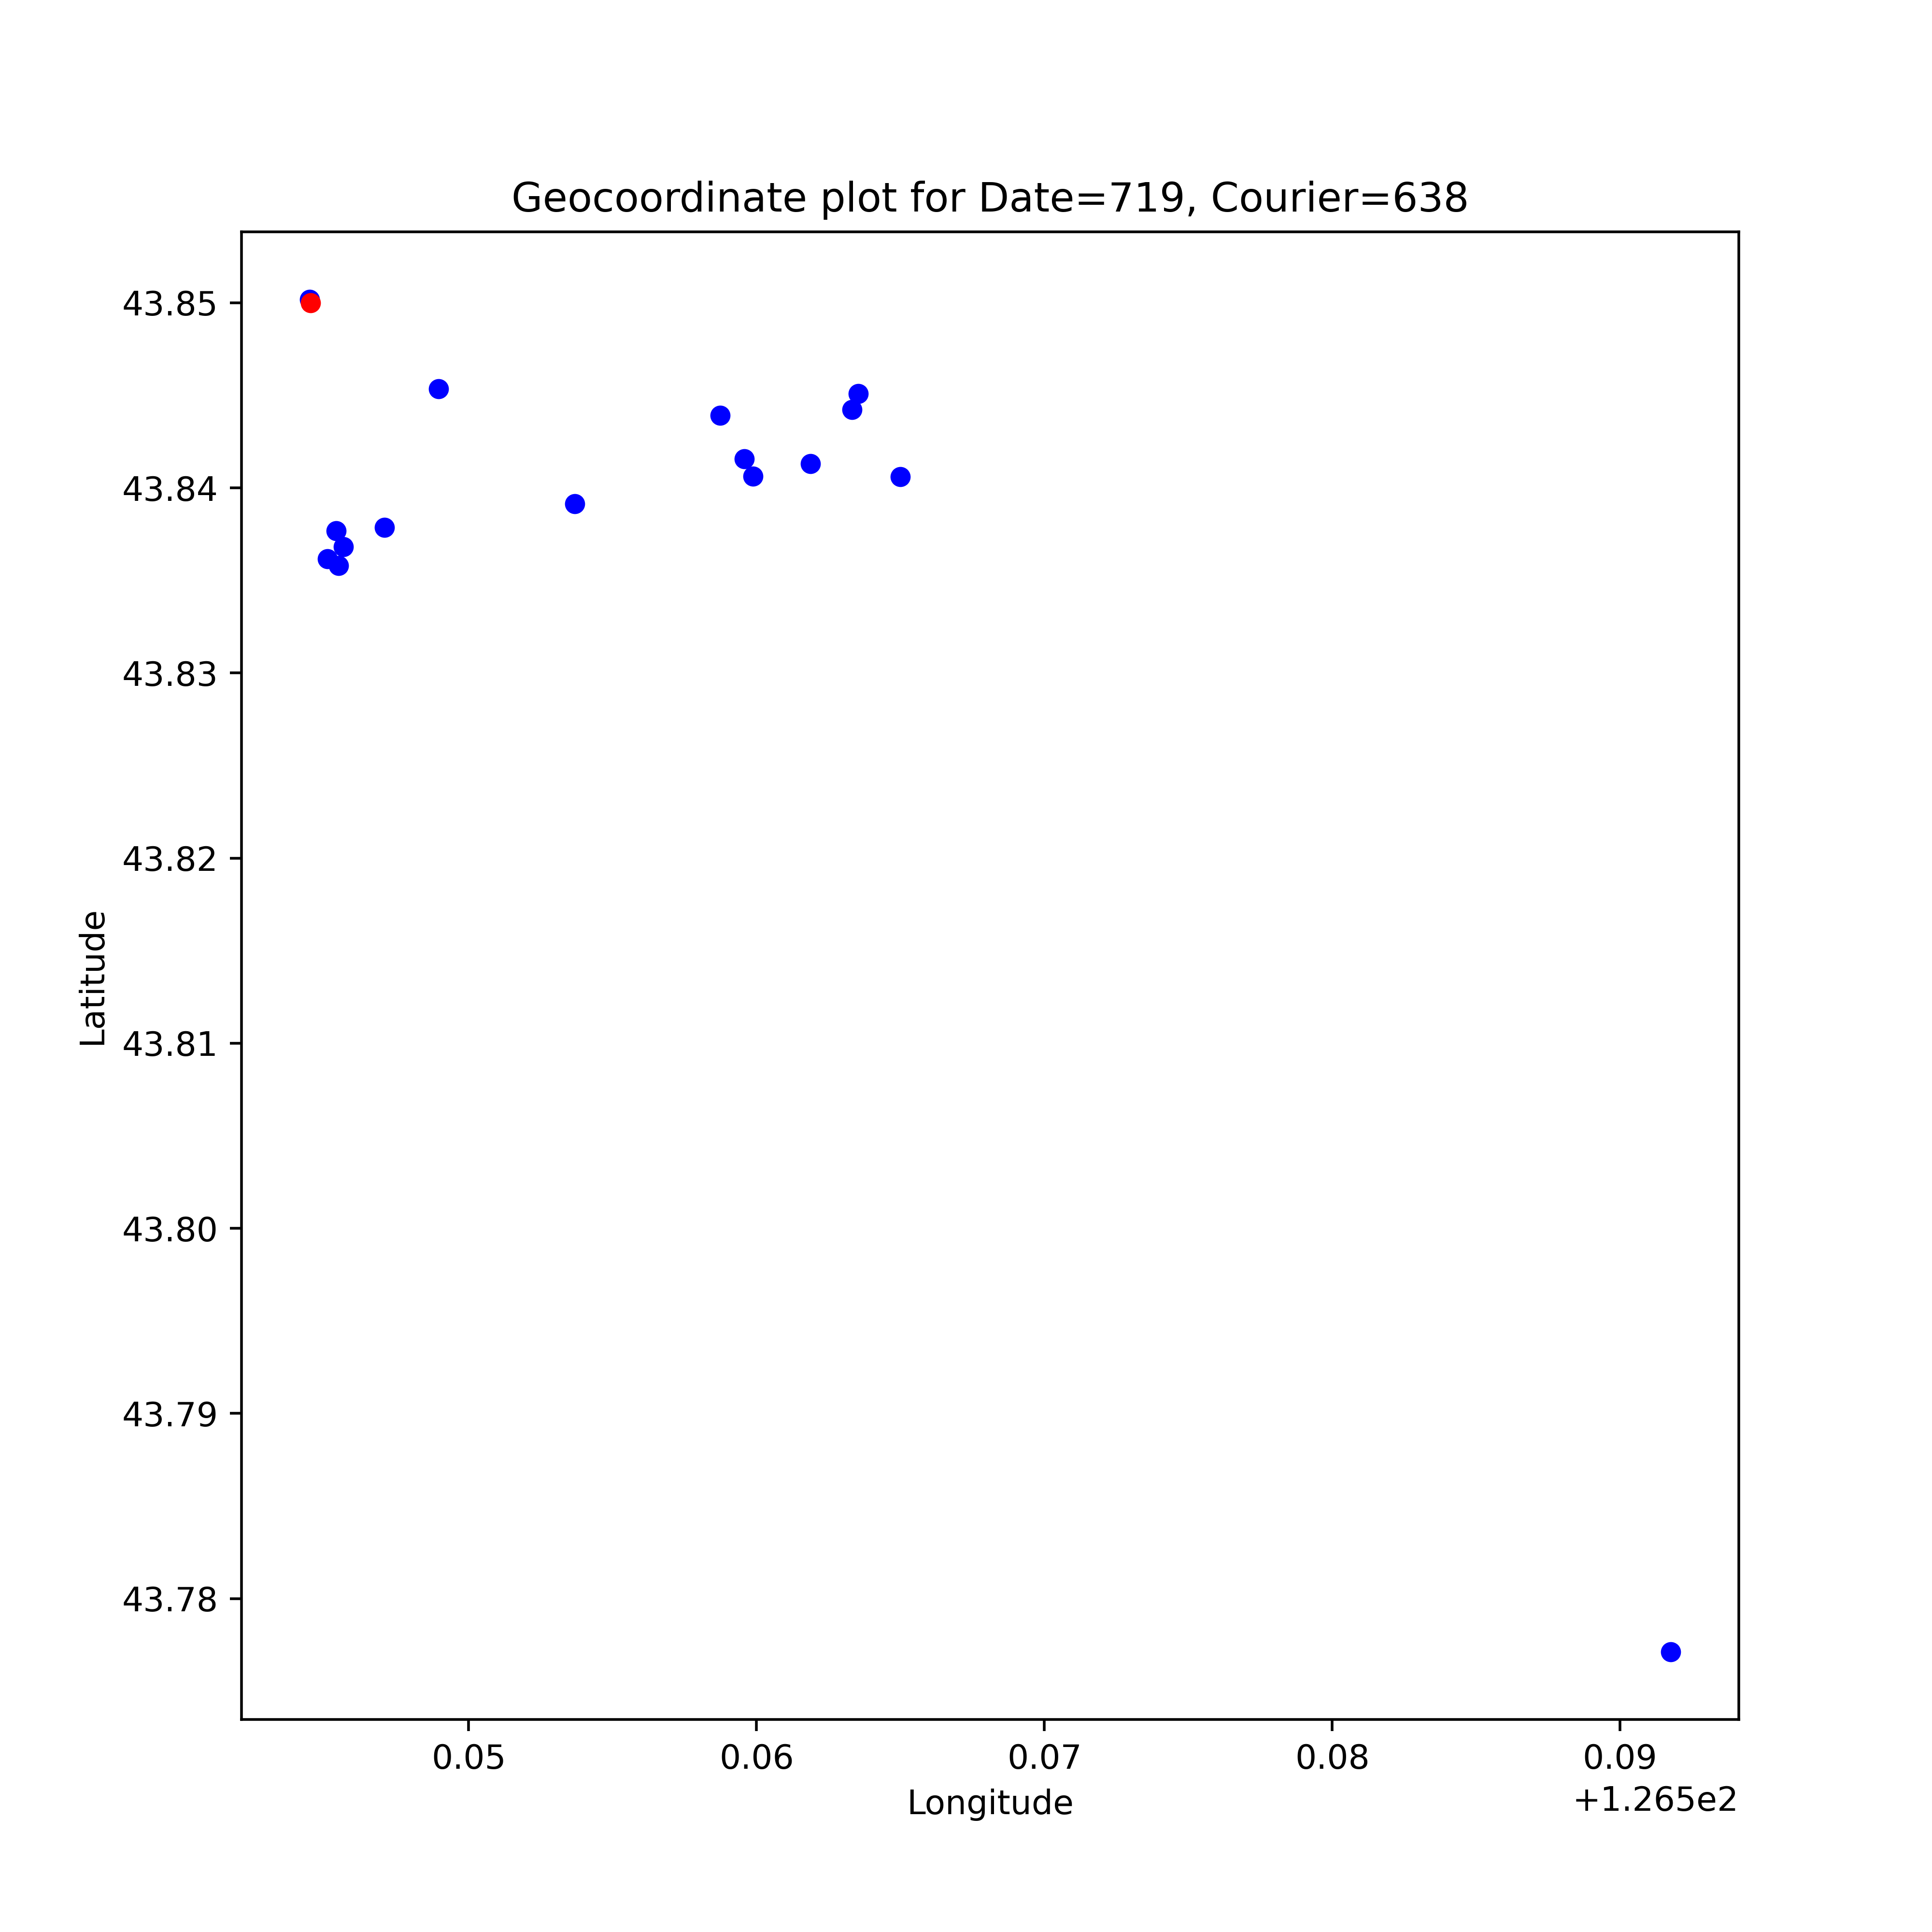 Geocoordinate plot for Date=719, Courier=638
43.85
43.84
43.83
43.82
43.81
43.80
43.79
43.78
Latitude
0.05 0.06 0.07 0.08 0.09
+1.265e2
Longitude